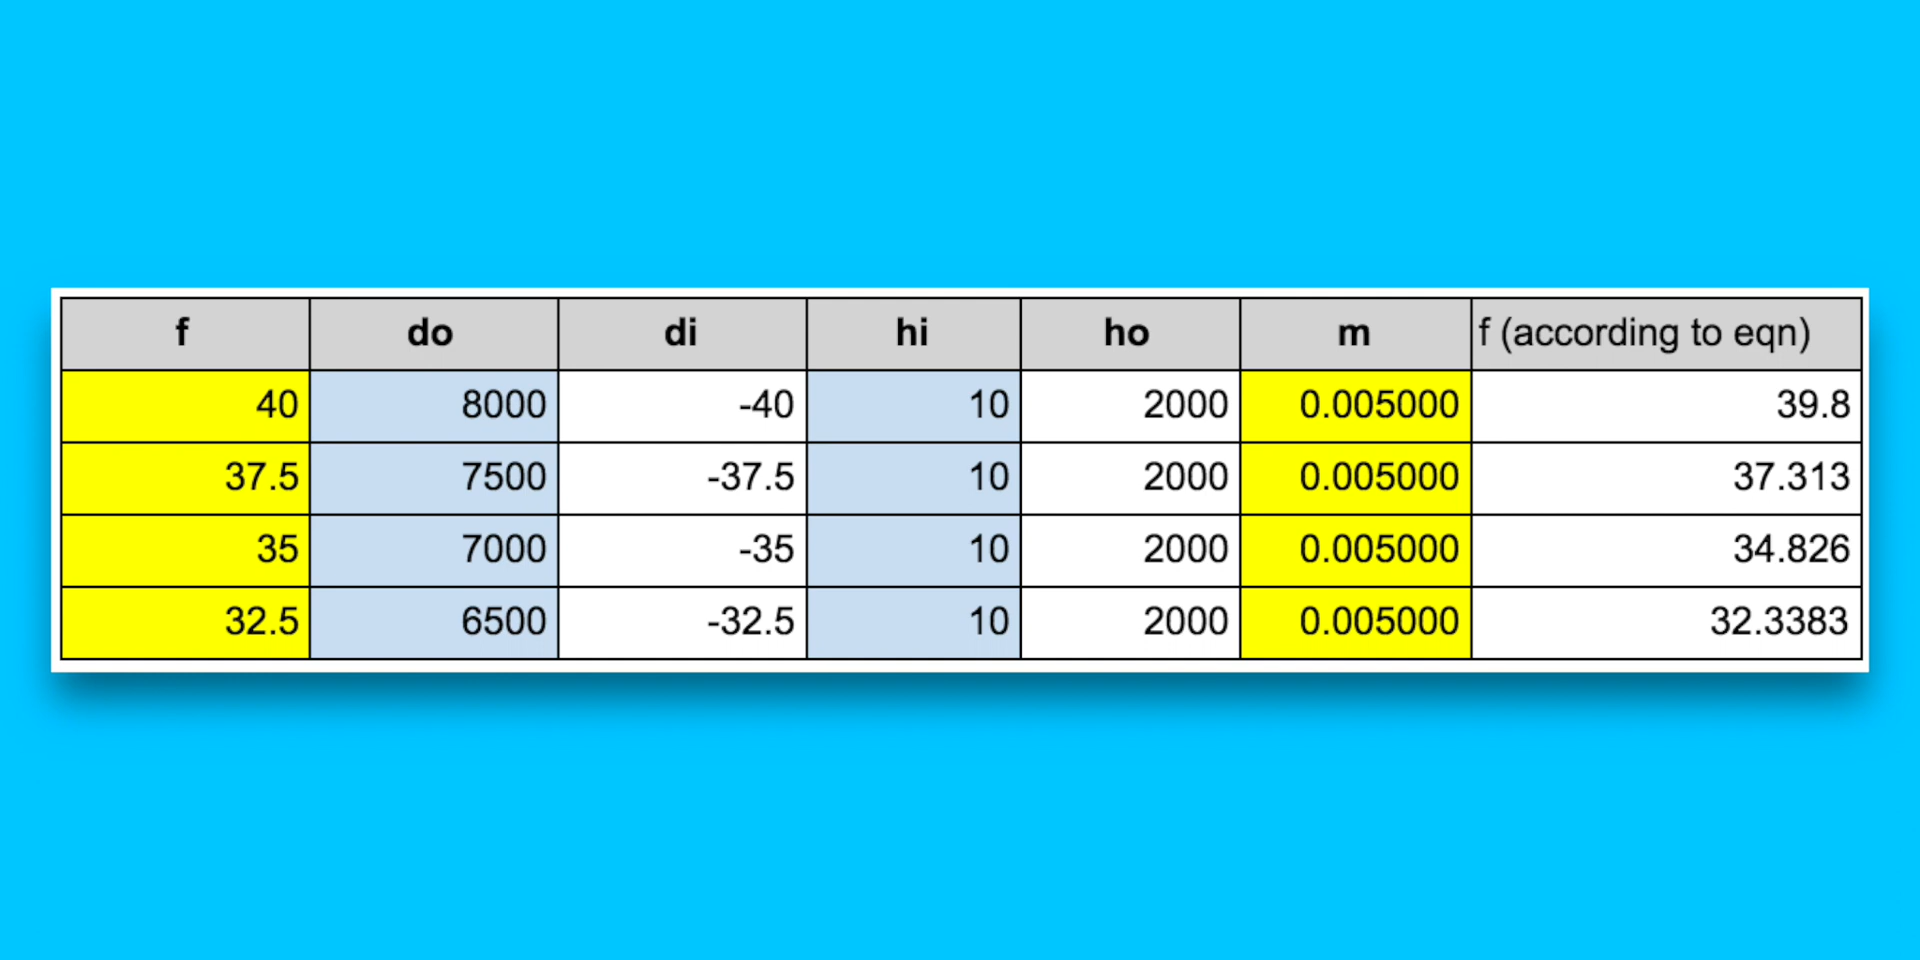 f do di hi ho m f (according to eqn)
40 8000 -40 10 2000 0.005000 39.8
37.5 7500 -37.5 10 2000 0.005000 37.313
35 7000 -35 10 2000 0.005000 34.826
32.5 6500 -32.5 10 2000 0.005000 32.3383